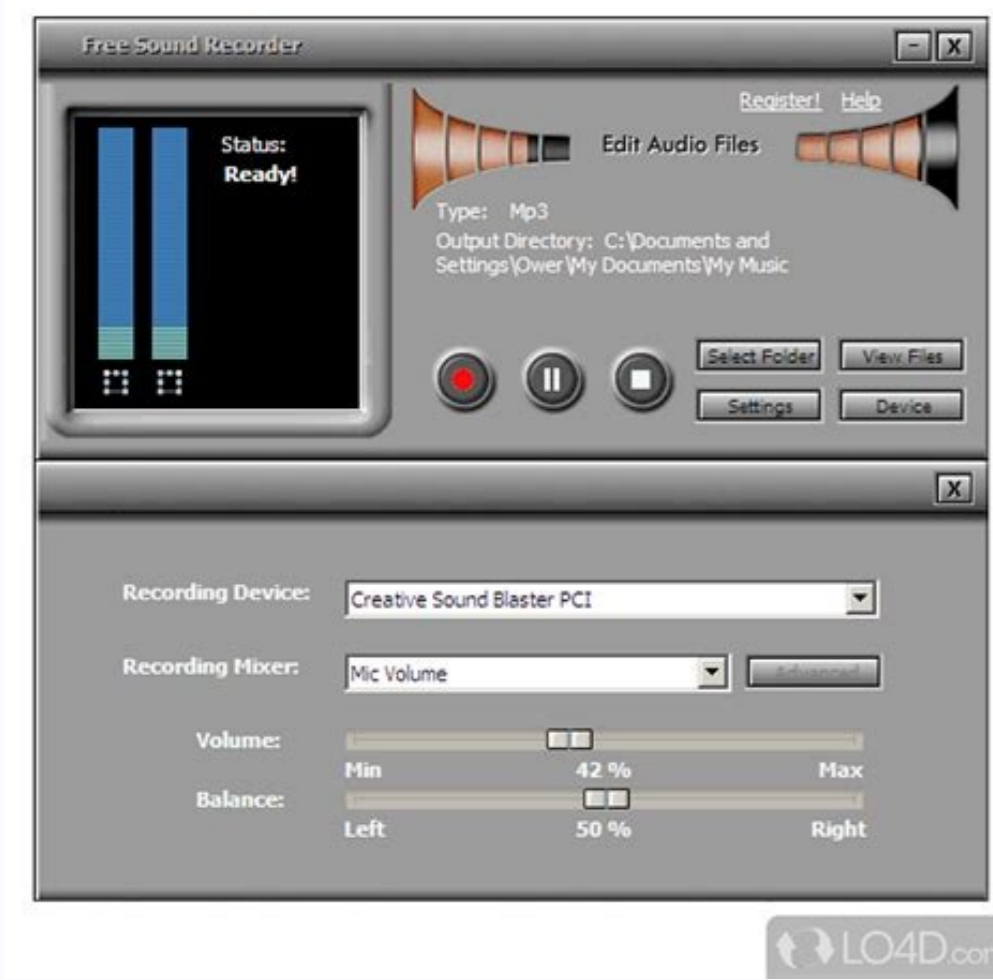 Free Sound Recorder
- X
Register! Help
Status:
Ready!
Edit Audio Files
Type: Mp3
Output Directory: C:\Documents and
Settings\Ower\My Documents\My Music
Select Folder View Files
Settings Device
X
Recording Device: Creative Sound Blaster PCI
Recording Mixer: Mic Volume Advanced
Volume:
Min 42 % Max
Balance:
Left 50 % Right
LO4D.com